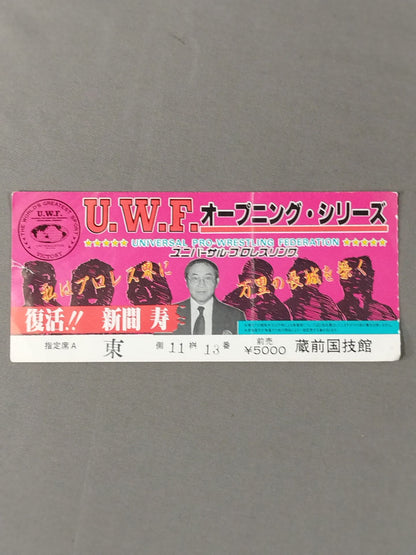 THE WORLD'S GREATEST SPORT
U.W.F.
VICTORY
U.W.F.オープニング・シリーズ
★★★★★ UNIVERSAL PRO-WRESTLING FEDERATION ★★★★★
ユニバーサル・プロレスリング
私はプロレス界に
万里の長城を築く
復活!! 新間 寿
指定席A 東 側 11 桝 13 番 前売 ¥5000 蔵前国技館